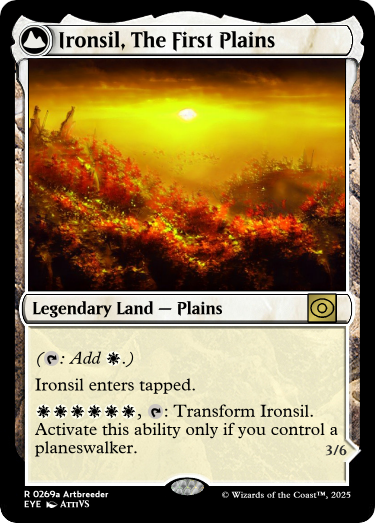 Ironsil, The First Plains
Legendary Land — Plains
(: Add .)
Ironsil enters tapped.
, : Transform Ironsil.
Activate this ability only if you control a
planeswalker.
3/6
R 0269a Artbreeder
EYE AttiVS
© Wizards of the Coast™, 2025